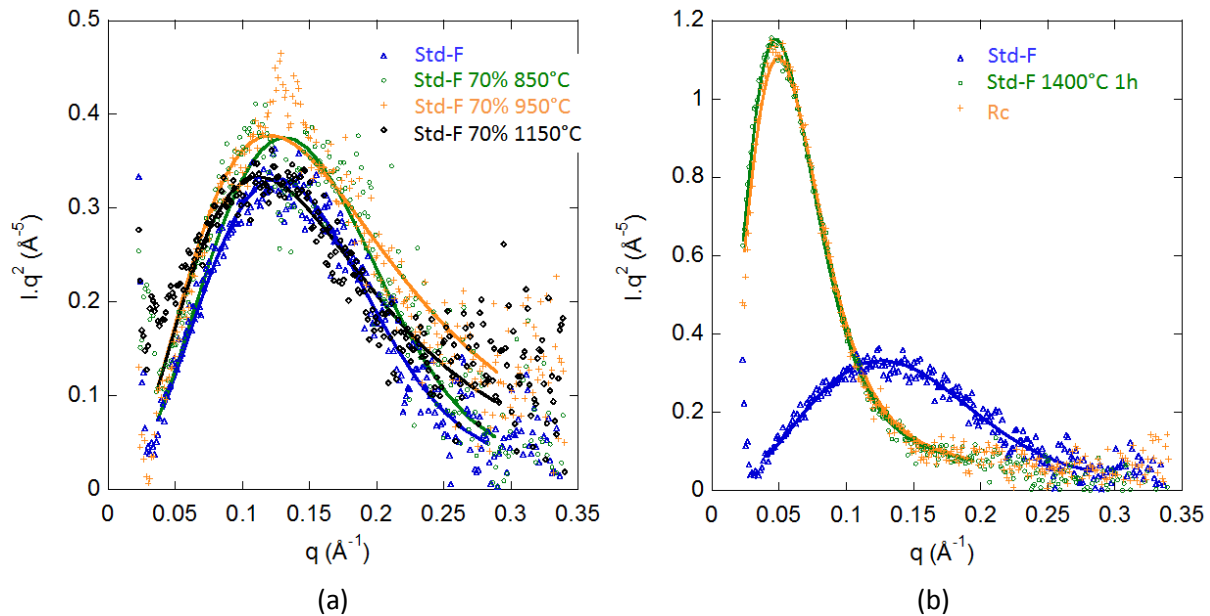 0.5
0.4
0.3
0.2
0.1
0
I.q² (Å⁻⁵)
Std-F
Std-F 70% 850°C
Std-F 70% 950°C
Std-F 70% 1150°C
0 0.05 0.1 0.15 0.2 0.25 0.3 0.35
q (Å⁻¹)
(a)
1.2
1
0.8
0.6
0.4
0.2
0
I.q² (Å⁻⁵)
Std-F
Std-F 1400°C 1h
Rc
0 0.05 0.1 0.15 0.2 0.25 0.3 0.35
q (Å⁻¹)
(b)